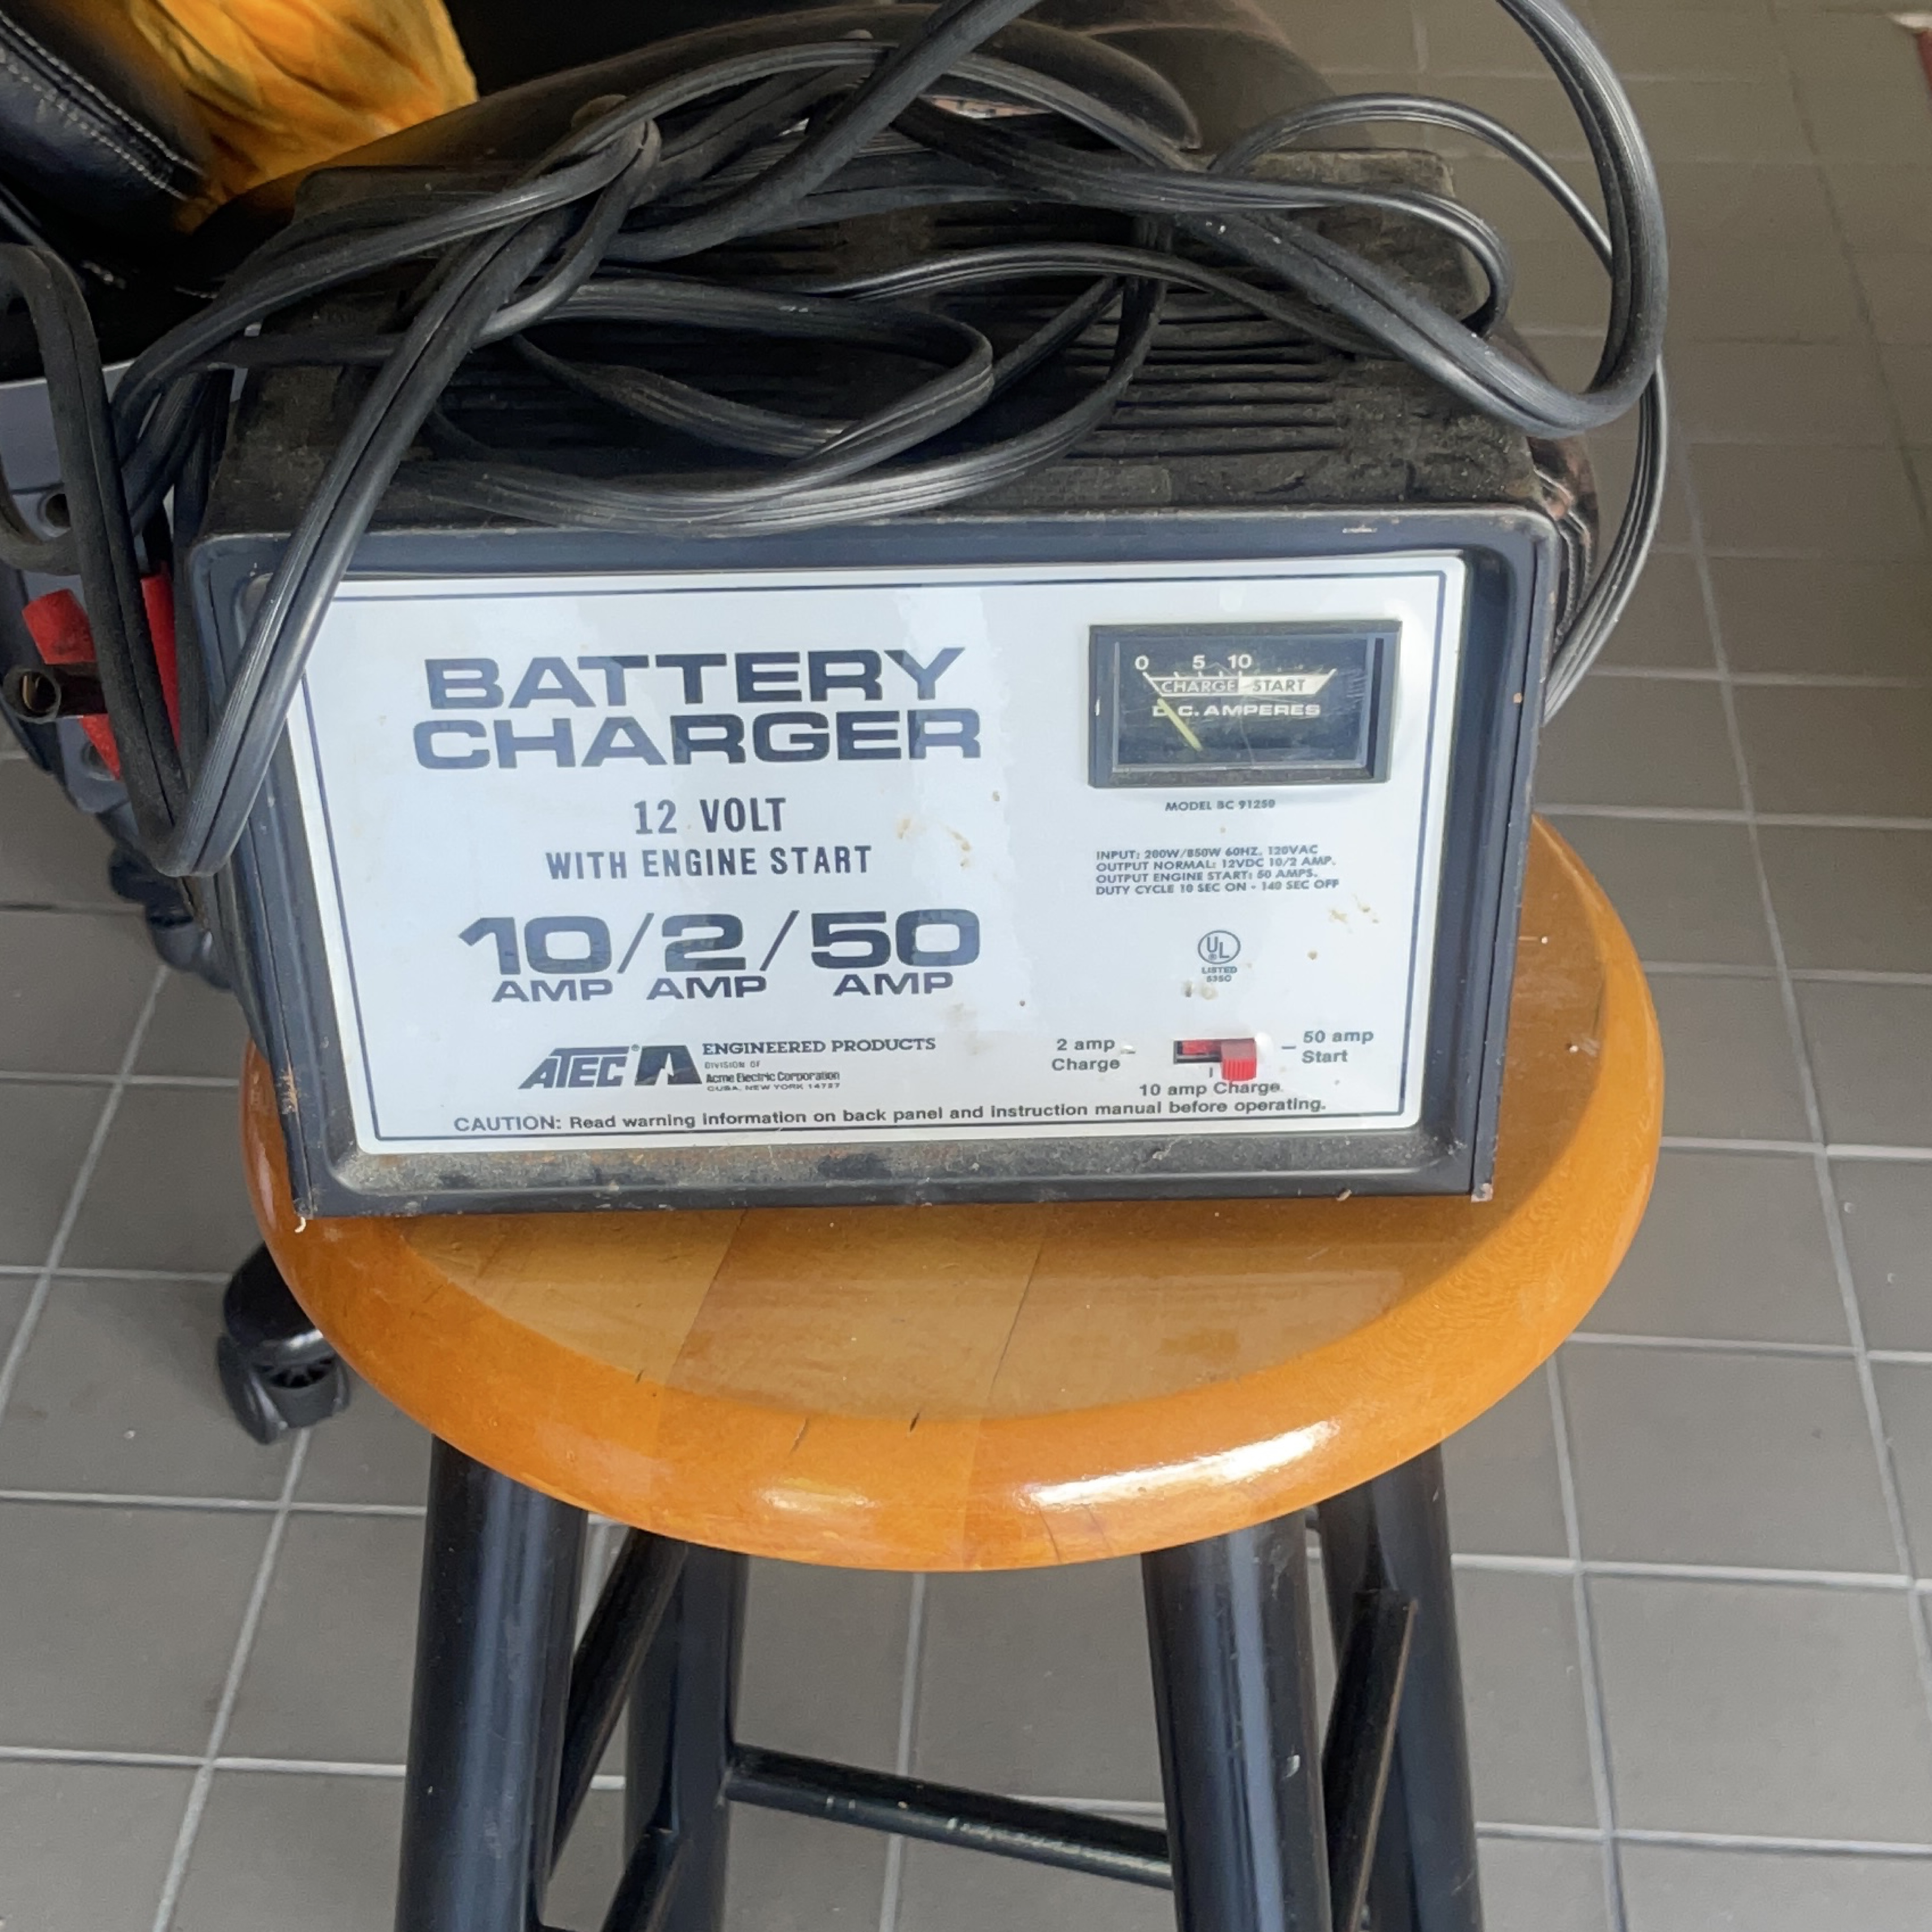 BATTERY
CHARGER
12 VOLT
WITH ENGINE START
10/2/50
AMP AMP AMP
ATEC® ENGINEERED PRODUCTS
DIVISION OF
Acme Electric Corporation
CUBA, NEW YORK 14727
0 5 10
CHARGE START
D.C. AMPERES
MODEL BC 91250
INPUT: 200W/850W 60HZ. 120VAC
OUTPUT NORMAL: 12VDC 10/2 AMP.
OUTPUT ENGINE START: 50 AMPS.
DUTY CYCLE 10 SEC ON - 140 SEC OFF
UL
LISTED
2 amp
Charge
50 amp
Start
10 amp Charge
CAUTION: Read warning information on back panel and instruction manual before operating.